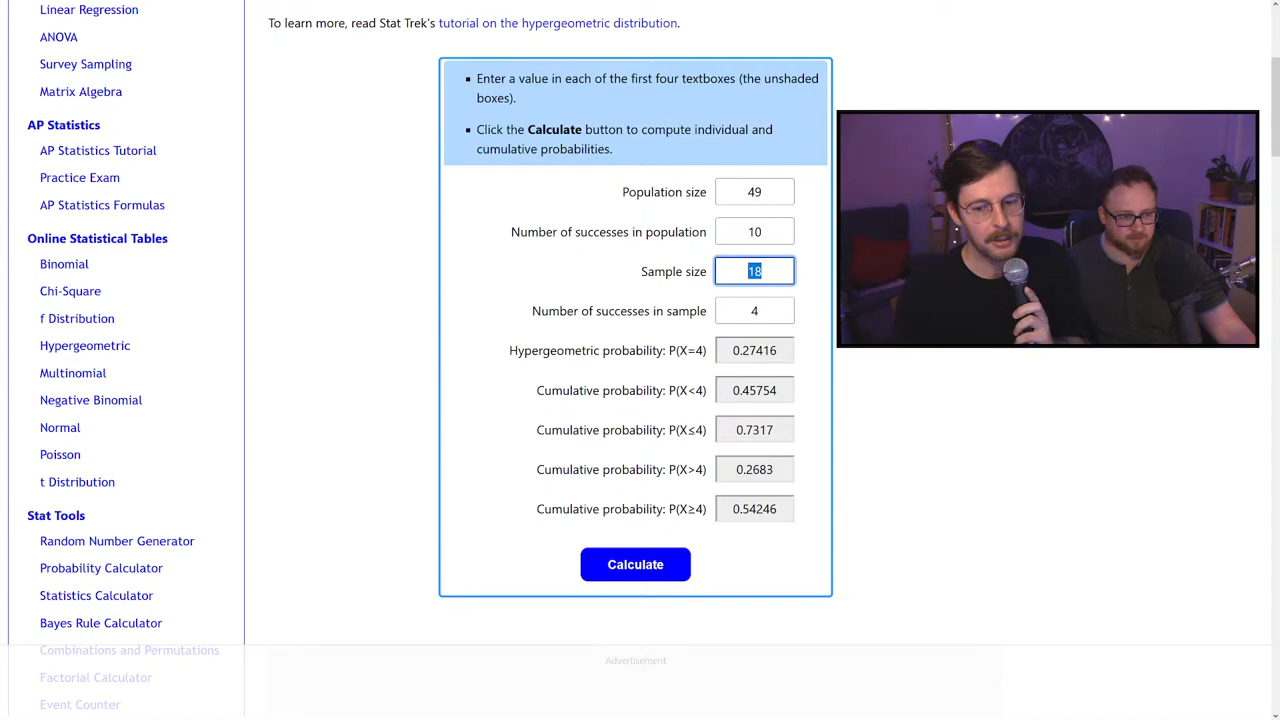 Linear Regression
ANOVA
Survey Sampling
Matrix Algebra
AP Statistics
AP Statistics Tutorial
Practice Exam
AP Statistics Formulas
Online Statistical Tables
Binomial
Chi-Square
f Distribution
Hypergeometric
Multinomial
Negative Binomial
Normal
Poisson
t Distribution
Stat Tools
Random Number Generator
Probability Calculator
Statistics Calculator
Bayes Rule Calculator
Combinations and Permutations
Factorial Calculator
Event Counter
To learn more, read Stat Trek's tutorial on the hypergeometric distribution.
▪ Enter a value in each of the first four textboxes (the unshaded
boxes).
▪ Click the Calculate button to compute individual and
cumulative probabilities.
Population size 49
Number of successes in population 10
Sample size 18
Number of successes in sample 4
Hypergeometric probability: P(X=4) 0.27416
Cumulative probability: P(X<4) 0.45754
Cumulative probability: P(X≤4) 0.7317
Cumulative probability: P(X>4) 0.2683
Cumulative probability: P(X≥4) 0.54246
Calculate
Advertisement